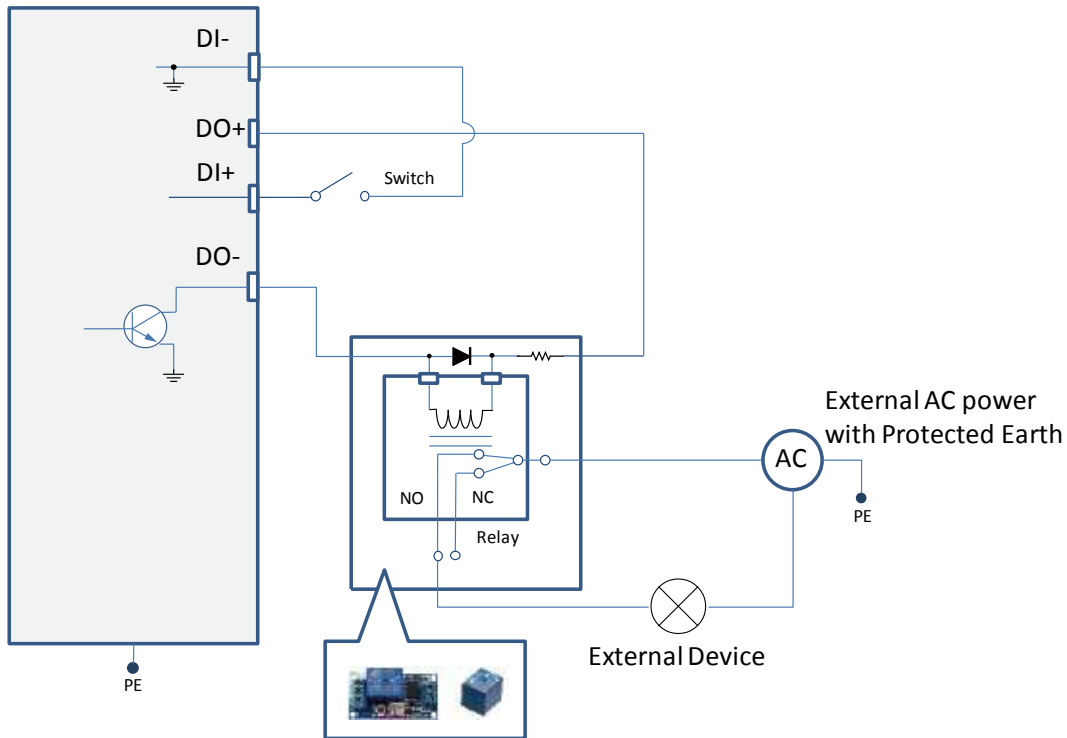 DI-
DO+
DI+
Switch
DO-
External AC power
with Protected Earth
AC
NO
NC
PE
Relay
External Device
PE